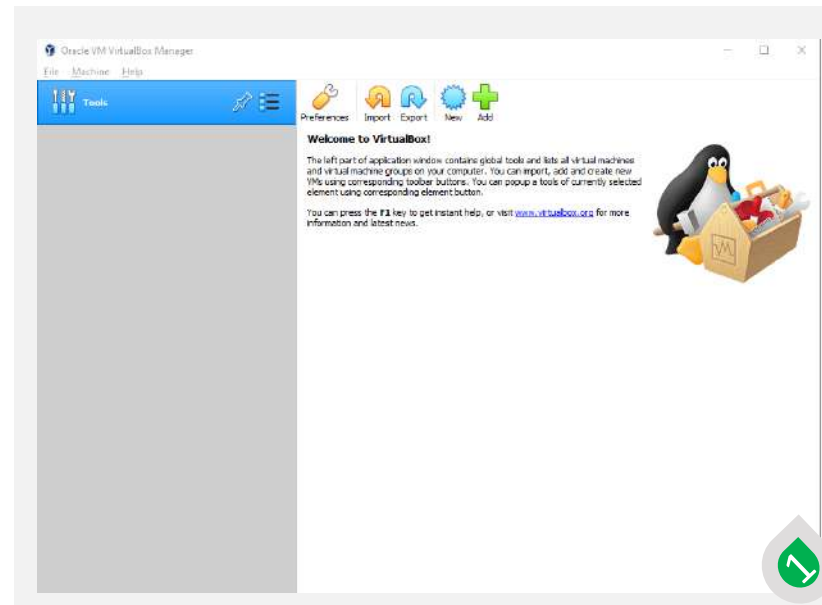 Oracle VM VirtualBox Manager
File Machine Help
Tools
Preferences Import Export New Add
Welcome to VirtualBox!
The left part of application window contains global tools and lists all virtual machines
and virtual machine groups on your computer. You can import, add and create new
VMs using corresponding toolbar buttons. You can popup a tools of currently selected
element using corresponding element button.
You can press the F1 key to get instant help, or visit www.virtualbox.org for more
information and latest news.
VM
1